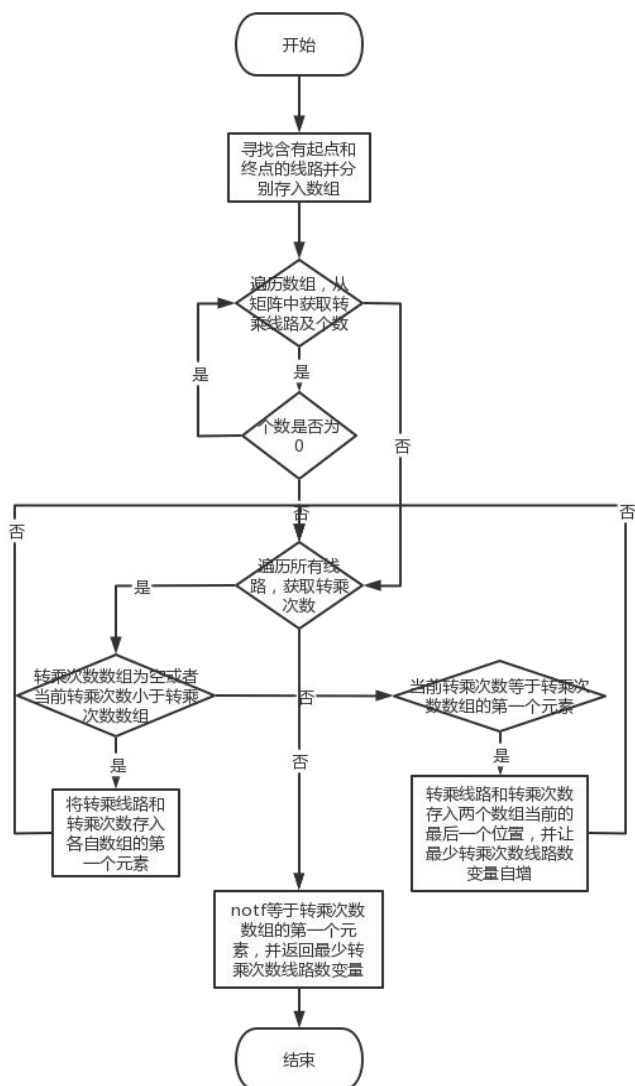 开始
寻找含有起点和
终点的线路并分
别存入数组
遍历数组，从
矩阵中获取转
乘线路及个数
是
是
个数是否为
0
否
否
否
否
遍历所有线
路，获取转乘
次数
是
转乘次数数组为空或者
当前转乘次数小于转乘
次数数组
否
当前转乘次数等于转乘次
数数组的第一个元素
是
否
是
将转乘线路和
转乘次数存入
各自数组的第
一个元素
转乘线路和转乘次数
存入两个数组当前的
最后一个位置，并让
最少转乘次数线路数
变量自增
notf等于转乘次数
数组的第一个元
素，并返回最少转
乘次数线路数变量
结束